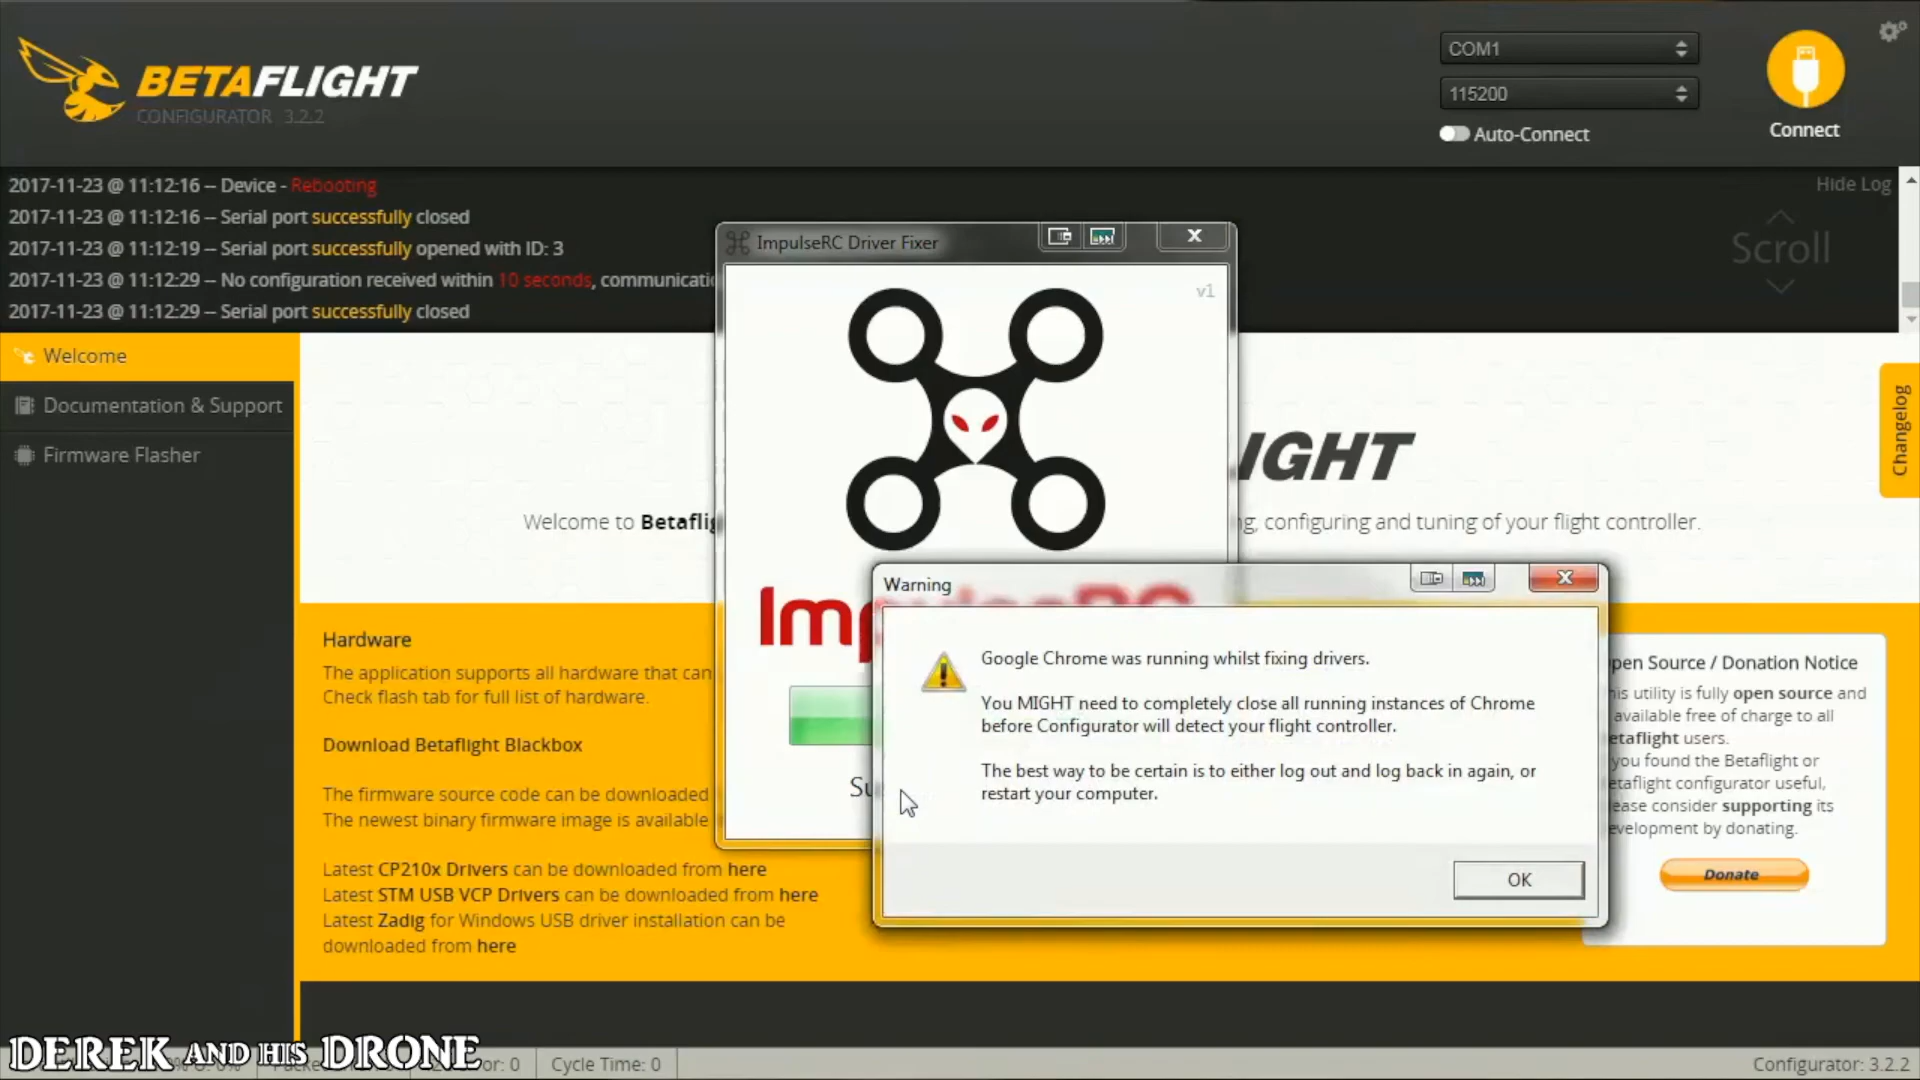 BETAFLIGHT
CONFIGURATOR 3.2.2
COM1
115200
Auto-Connect
Connect
2017-11-23 @ 11:12:16 -- Device - Rebooting
2017-11-23 @ 11:12:16 -- Serial port successfully closed
2017-11-23 @ 11:12:19 -- Serial port successfully opened with ID: 3
2017-11-23 @ 11:12:29 -- No configuration received within 10 seconds, communicatio
2017-11-23 @ 11:12:29 -- Serial port successfully closed
Hide Log
Scroll
Welcome
Documentation & Support
Firmware Flasher
ImpulseRC Driver Fixer
v1
IGHT
Changelog
Welcome to Betaflig
ng, configuring and tuning of your flight controller.
ImpulseRC
Su
Warning
Google Chrome was running whilst fixing drivers.
You MIGHT need to completely close all running instances of Chrome
before Configurator will detect your flight controller.
The best way to be certain is to either log out and log back in again, or
restart your computer.
OK
Hardware
The application supports all hardware that can
Check flash tab for full list of hardware.
Download Betaflight Blackbox
The firmware source code can be downloaded
The newest binary firmware image is available
Latest CP210x Drivers can be downloaded from here
Latest STM USB VCP Drivers can be downloaded from here
Latest Zadig for Windows USB driver installation can be
downloaded from here
pen Source / Donation Notice
his utility is fully open source and
available free of charge to all
etaflight users.
you found the Betaflight or
etaflight configurator useful,
ease consider supporting its
evelopment by donating.
Donate
DEREK AND HIS DRONE
or: 0
Cycle Time: 0
Configurator: 3.2.2